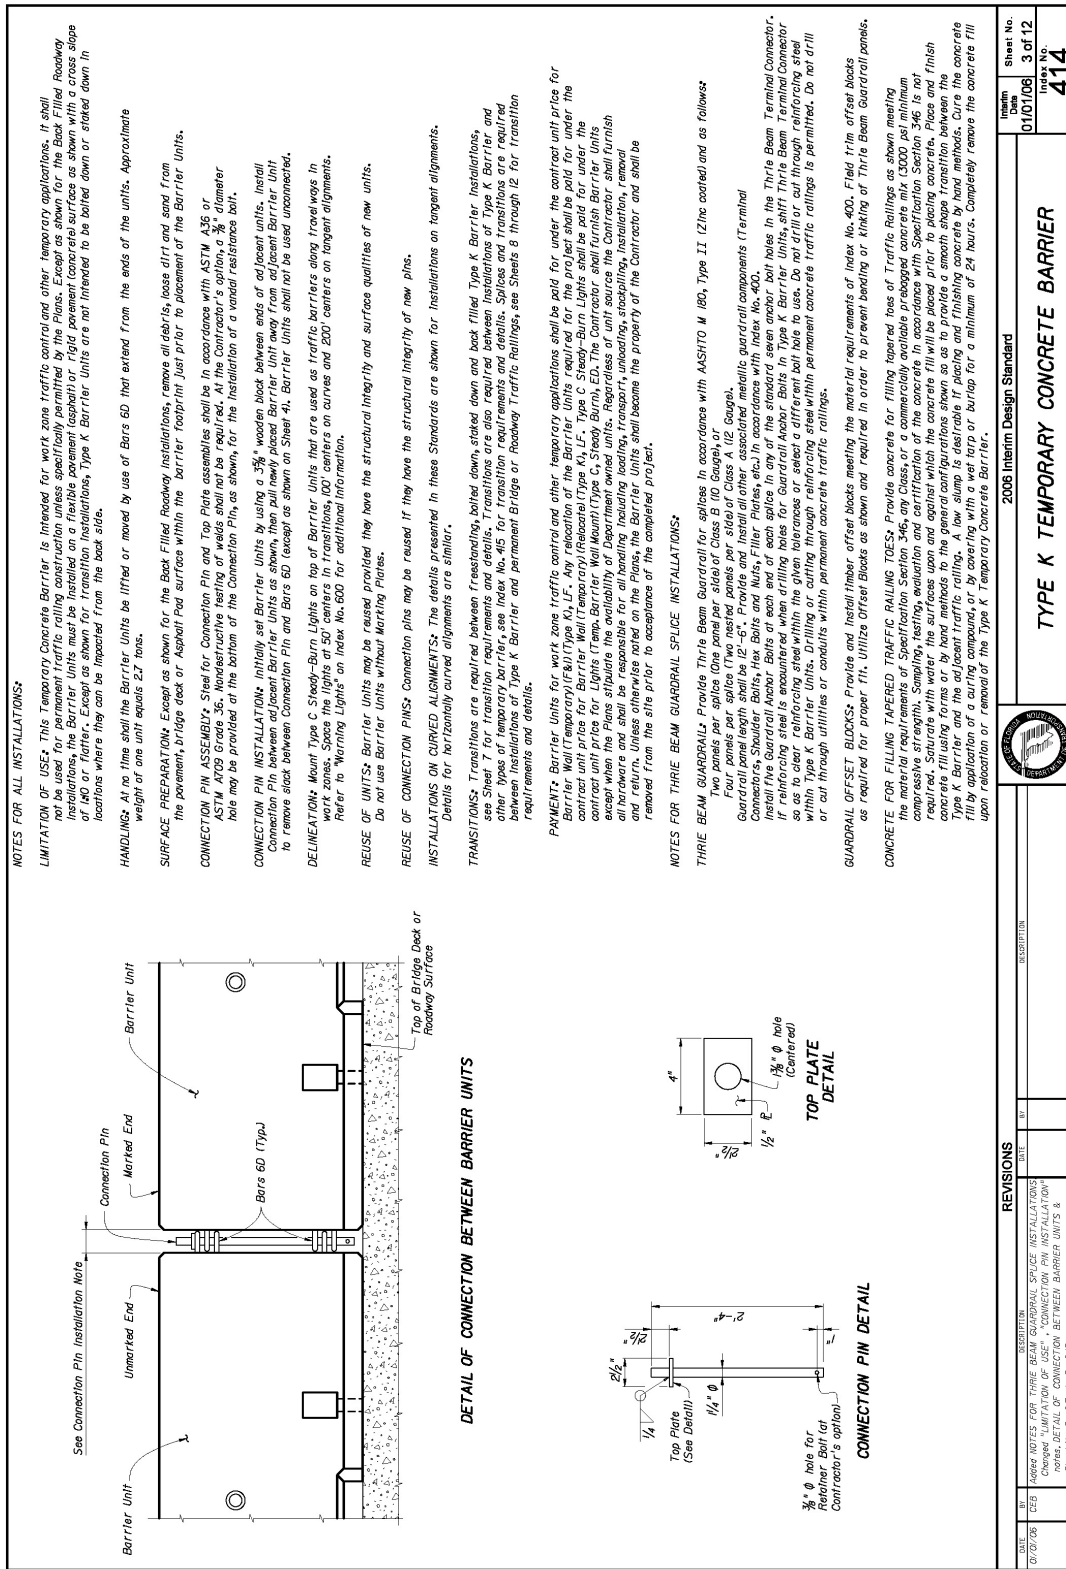 NOTES FOR ALL INSTALLATIONS:
LIMITATION OF USE: This Temporary Concrete Barrier is intended for work zone traffic control and other temporary applications. It shall
not be used for permanent traffic railing construction unless specifically permitted by the Plans. Except as shown for the Back Filled Roadway
Installations, the Barrier Units must be installed on a flexible pavement (asphalt) or rigid pavement (concrete) surface as shown with a cross slope
of 1:10 or flatter. Except as shown for transition installations, Type K Barrier Units are not intended to be bolted down or staked down in
locations where they can be impacted from the back side.
HANDLING: At no time shall the Barrier Units be lifted or moved by use of Bars 6D that extend from the ends of the units. Approximate
weight of one unit equals 2.7 tons.
SURFACE PREPARATION: Except as shown for the Back Filled Roadway Installations, remove all debris, loose dirt and sand from
the pavement, bridge deck or Asphalt Pad surface within the barrier footprint just prior to placement of the Barrier Units.
CONNECTION PIN ASSEMBLY: Steel for Connection Pin and Top Plate assemblies shall be in accordance with ASTM A36 or
ASTM A709 Grade 36. Nondestructive testing of welds shall not be required. At the Contractor's option, a 3/8" diameter
hole may be provided at the bottom of the Connection Pin, as shown, for the installation of a vandal resistance bolt.
CONNECTION PIN INSTALLATION: Initially set Barrier Units by using a 3 5/8" wooden block between ends of adjacent units. Install
Connection Pin between adjacent Barrier Units as shown, then pull newly placed Barrier Unit away from adjacent Barrier Unit
to remove slack between Connection Pin and Bars 6D (except as shown on Sheet 4). Barrier Units shall not be used unconnected.
DELINEATION: Mount Type C Steady-Burn Lights on top of Barrier Units that are used as traffic barriers along travel ways in
work zones. Space the lights at 50' centers in transitions, 100' centers on curves and 200' centers on tangent alignments.
Refer to "Warning Lights" on Index No. 600 for additional information.
REUSE OF UNITS: Barrier Units may be reused provided they have the structural integrity and surface qualities of new units.
Do not use Barrier Units without Marking Plates.
REUSE OF CONNECTION PINS: Connection pins may be reused if they have the structural integrity of new pins.
INSTALLATIONS ON CURVED ALIGNMENTS: The details presented in these Standards are shown for installations on tangent alignments.
Details for horizontally curved alignments are similar.
TRANSITIONS: Transitions are required between freestanding, bolted down, staked down and back filled Type K Barrier installations,
see Sheet 7 for transition requirements and details. Transitions are also required between installations of Type K Barrier and
other types of temporary barrier, see Index No. 415 for transition requirements and details. Splices and transitions are required
between installations of Type K Barrier and permanent Bridge or Roadway Traffic Railings, see Sheets 8 through 12 for transition
requirements and details.
PAYMENT: Barrier Units for work zone traffic control and other temporary applications shall be paid for under the contract unit price for
Barrier Wall (Temporary) (F&I) (Type K), LF. Any relocation of the Barrier Units required for the project shall be paid for under the
contract unit price for Barrier Wall (Temporary) (Relocate) (Type K), LF. Type C Steady-Burn Lights shall be paid for under the
contract unit price for Lights (Temp. Barrier Wall Mount) (Type C, Steady Burn), ED. The Contractor shall furnish Barrier Units
except when the Plans stipulate the availability of Department owned units. Regardless of unit source the Contractor shall furnish
all hardware and shall be responsible for all handling including loading, transport, unloading, stockpiling, installation, removal
and return. Unless otherwise noted on the Plans, the Barrier Units shall become the property of the Contractor and shall be
removed from the site prior to acceptance of the completed project.
NOTES FOR THRIE BEAM GUARDRAIL SPLICE INSTALLATIONS:
THRIE BEAM GUARDRAIL: Provide Thrie Beam Guardrail for splices in accordance with AASHTO M 180, Type II (Zinc coated) and as follows:
Two panels per splice (One panel per side) of Class B (10 Gauge), or
Four panels per splice (Two nested panels per side) of Class A (12 Gauge).
Guardrail panel length shall be 12'-6". Provide and install all other associated metallic guardrail components (Terminal
Connectors, Shoulder Bolts, Hex Bolts and Nuts, Filler Plates, etc.) in accordance with Index No. 400.
Install five Guardrail Anchor Bolts at each end of each splice in any of the standard seven anchor bolt holes in the Thrie Beam Terminal Connector.
If reinforcing steel is encountered when drilling holes for Guardrail Anchor Bolts in Type K Barrier Units, shift Thrie Beam Terminal Connector
so as to clear reinforcing steel within the given tolerances or select a different bolt hole to use. Do not drill or cut through reinforcing steel
within Type K Barrier Units. Drilling or cutting through reinforcing steel within permanent concrete traffic railings is permitted. Do not drill
or cut through utilities or conduits within permanent concrete traffic railings.
GUARDRAIL OFFSET BLOCKS: Provide and install timber offset blocks meeting the material requirements of Index No. 400. Field trim offset blocks
as required for proper fit. Utilize Offset Blocks as shown and required in order to prevent bending or kinking of Thrie Beam Guardrail panels.
CONCRETE FOR FILLING TAPERED TRAFFIC RAILING TOES: Provide concrete for filling tapered toes of Traffic Railings as shown meeting
the material requirements of Specification Section 346, any Class, or a commercially available prebagged concrete mix (3000 psi minimum
compressive strength). Sampling, testing, evaluation and certification of the concrete in accordance with Specification Section 346 is not
required. Saturate with water the surfaces upon and against which the concrete fill will be placed prior to placing concrete. Place and finish
concrete fill using forms or by hand methods to the general configurations shown so as to provide a smooth shape transition between the
Type K Barrier and the adjacent traffic railing. A low slump is desirable if placing and finishing concrete by hand methods. Cure the concrete
fill by application of a curing compound, or by covering with a wet tarp or burlap for a minimum of 24 hours. Completely remove the concrete fill
upon relocation or removal of the Type K Temporary Concrete Barrier.
See Connection Pin Installation Note
Connection Pin
Barrier Unit
Unmarked End
Marked End
Barrier Unit
Bars 6D (Typ.)
Top of Bridge Deck or
Roadway Surface
DETAIL OF CONNECTION BETWEEN BARRIER UNITS
1/4
2 1/2"
2 1/2"
Top Plate
(See Detail)
1 1/4" Φ
2'-4"
1"
3/8" Φ hole for
Retainer Bolt (at
Contractor's option)
CONNECTION PIN DETAIL
4"
2 1/2"
1/2" PL
1 3/8" Φ hole
(Centered)
TOP PLATE
DETAIL
REVISIONS
DATE BY DESCRIPTION DATE BY DESCRIPTION
01/01/06 CEB Added NOTES FOR THRIE BEAM GUARDRAIL SPLICE INSTALLATIONS.
Changed "LIMITATION OF USE", "CONNECTION PIN INSTALLATION"
notes, DETAIL OF CONNECTION BETWEEN BARRIER UNITS &
STATE OF FLORIDA DEPARTMENT OF TRANSPORTATION
2006 Interim Design Standard
TYPE K TEMPORARY CONCRETE BARRIER
Interim
Date
01/01/06
Sheet No.
3 of 12
Index No.
414